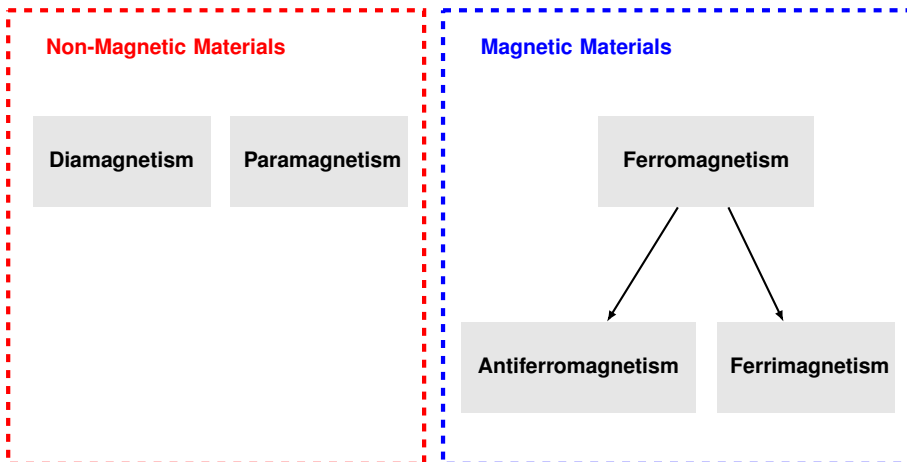 Non-Magnetic Materials
Magnetic Materials
Diamagnetism
Paramagnetism
Ferromagnetism
Antiferromagnetism
Ferrimagnetism